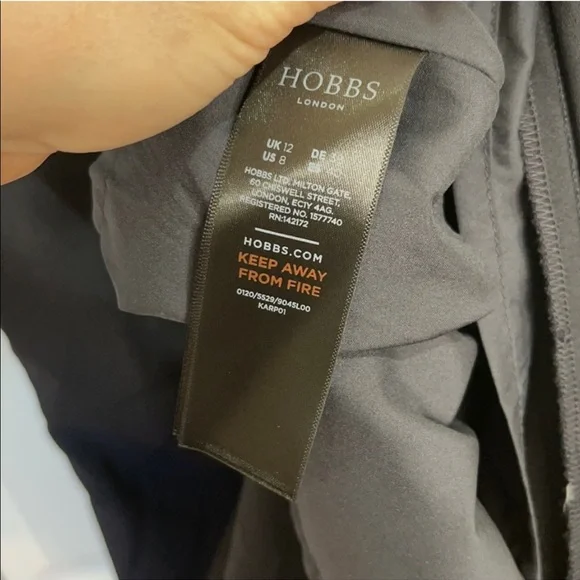 HOBBS
LONDON
UK 12 DE
US 8
HOBBS LTD, MILTON GATE,
60 CHISWELL STREET,
LONDON, EC1Y 4AG.
REGISTERED NO. 1577740
RN:142172
HOBBS.COM
KEEP AWAY
FROM FIRE
0120/5529/9045L00
KARP01